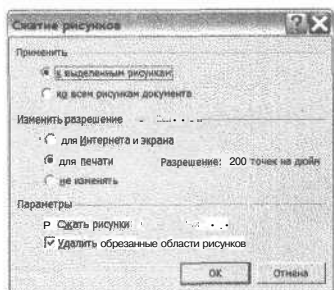 Сжатие рисунков
Применить
к выделенным рисункам
ко всем рисункам документа
Изменить разрешение
для Интернета и экрана
для печати Разрешение: 200 точек на дюйм
не изменять
Параметры
Р Сжать рисунки
Удалить обрезанные области рисунков
ОК Отмена